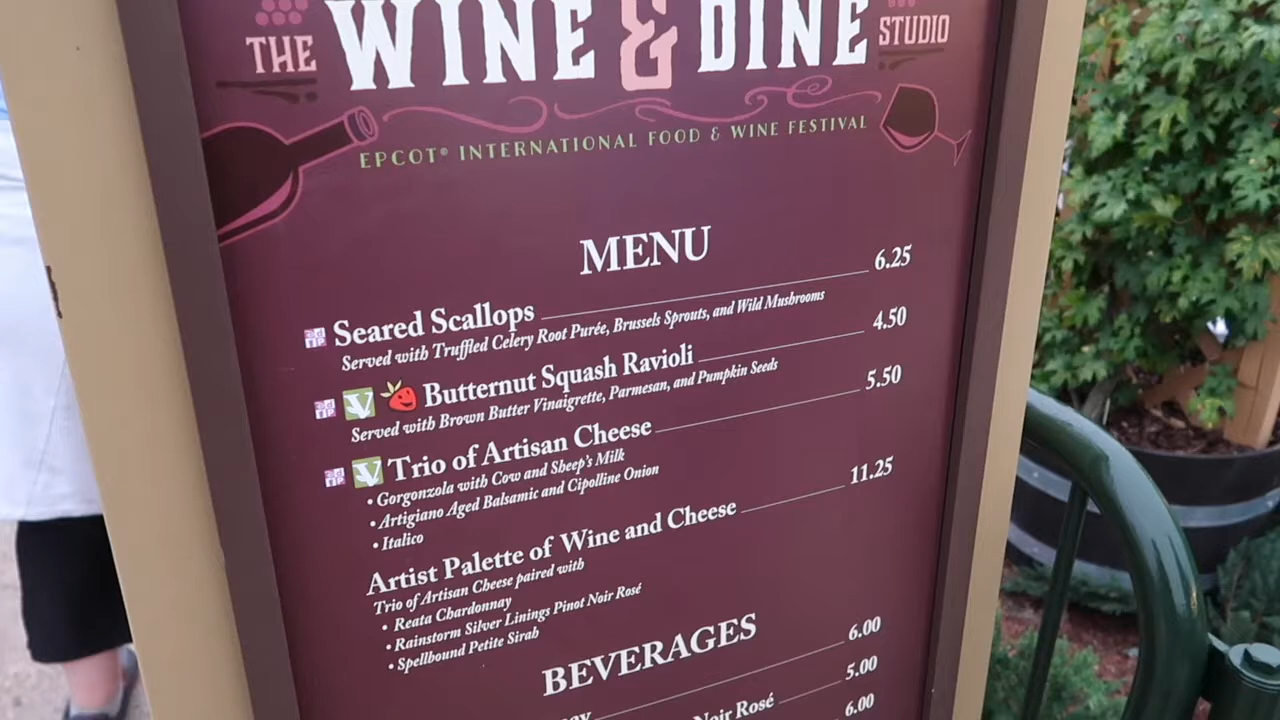 THE WINE & DINE STUDIO
EPCOT® INTERNATIONAL FOOD & WINE FESTIVAL
MENU
Seared Scallops 6.25
Served with Truffled Celery Root Purée, Brussels Sprouts, and Wild Mushrooms
Butternut Squash Ravioli 4.50
Served with Brown Butter Vinaigrette, Parmesan, and Pumpkin Seeds
Trio of Artisan Cheese 5.50
• Gorgonzola with Cow and Sheep's Milk
• Artigiano Aged Balsamic and Cipolline Onion
• Italico
Artist Palette of Wine and Cheese 11.25
Trio of Artisan Cheese paired with
• Reata Chardonnay
• Rainstorm Silver Linings Pinot Noir Rosé
• Spellbound Petite Sirah
BEVERAGES
6.00
Noir Rosé 5.00
6.00